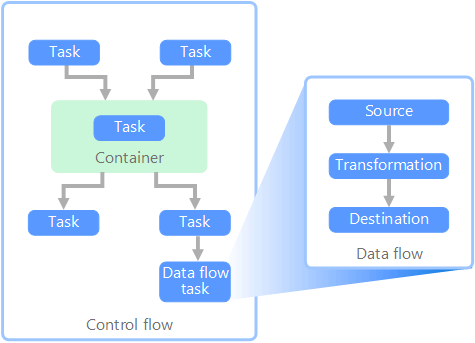 Task
Task
Task
Container
Task
Task
Data flow
task
Control flow
Source
Transformation
Destination
Data flow